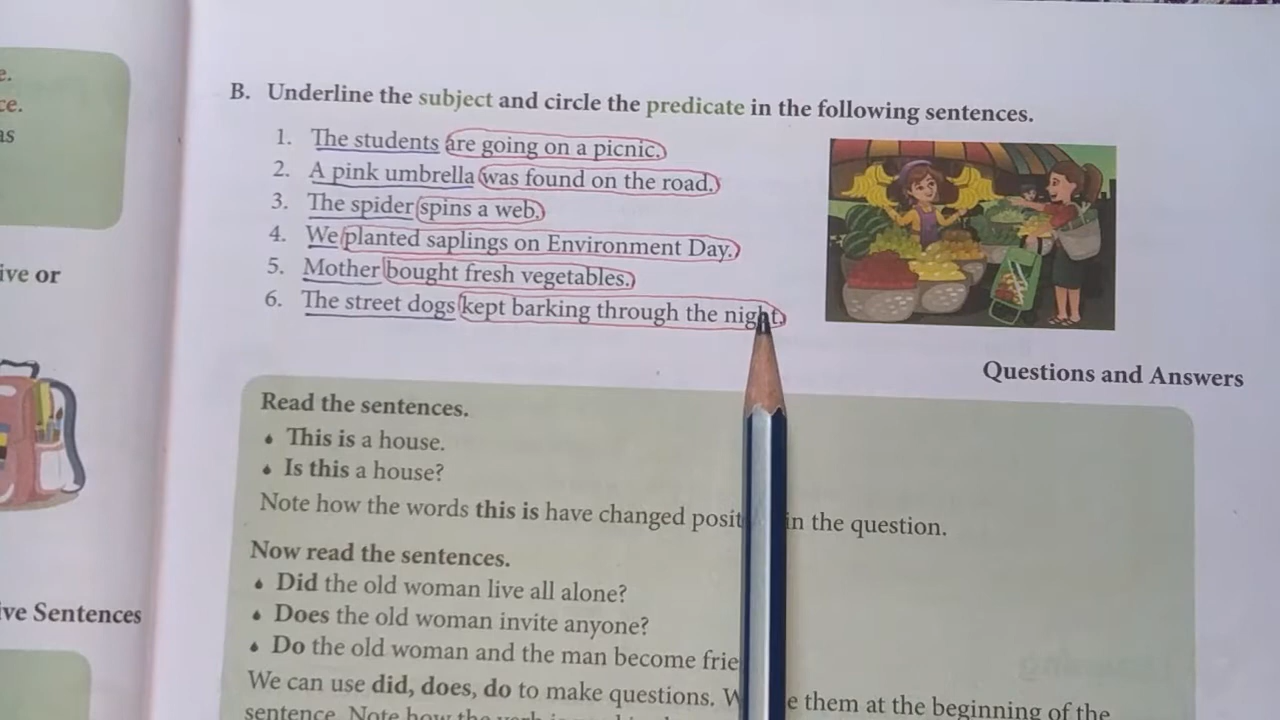 e.
ce.
as
ive or
ive Sentences
B. Underline the subject and circle the predicate in the following sentences.
1. The students are going on a picnic.
2. A pink umbrella was found on the road.
3. The spider spins a web.
4. We planted saplings on Environment Day.
5. Mother bought fresh vegetables.
6. The street dogs kept barking through the night.
Questions and Answers
Read the sentences.
• This is a house.
• Is this a house?
Note how the words this is have changed posit in the question.
Now read the sentences.
• Did the old woman live all alone?
• Does the old woman invite anyone?
• Do the old woman and the man become frie
We can use did, does, do to make questions. W e them at the beginning of the
sentence. Note how the verb is